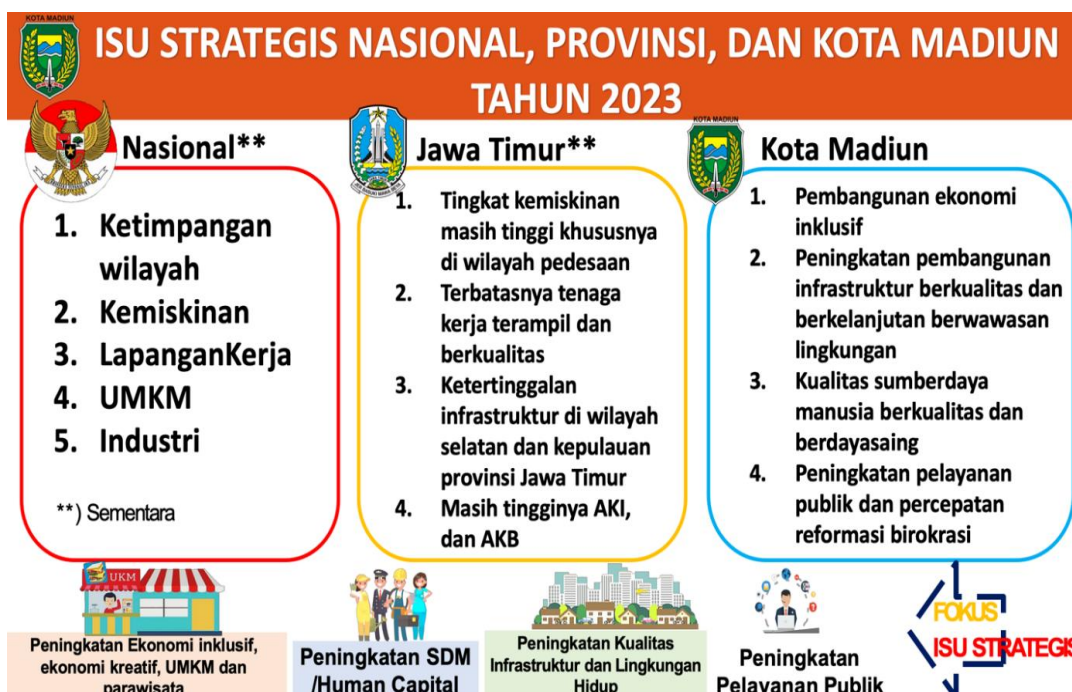 KOTA MADIUN
ISU STRATEGIS NASIONAL, PROVINSI, DAN KOTA MADIUN
TAHUN 2023
Nasional**
1. Ketimpangan
wilayah
2. Kemiskinan
3. LapanganKerja
4. UMKM
5. Industri
**) Sementara
Jawa Timur**
1. Tingkat kemiskinan
masih tinggi khususnya
di wilayah pedesaan
2. Terbatasnya tenaga
kerja terampil dan
berkualitas
3. Ketertinggalan
infrastruktur di wilayah
selatan dan kepulauan
provinsi Jawa Timur
4. Masih tingginya AKI,
dan AKB
KOTA MADIUN
Kota Madiun
1. Pembangunan ekonomi
inklusif
2. Peningkatan pembangunan
infrastruktur berkualitas dan
berkelanjutan berwawasan
lingkungan
3. Kualitas sumberdaya
manusia berkualitas dan
berdayasaing
4. Peningkatan pelayanan
publik dan percepatan
reformasi birokrasi
UKM
Peningkatan Ekonomi inklusif,
ekonomi kreatif, UMKM dan
parawisata
Peningkatan SDM
/Human Capital
Peningkatan Kualitas
Infrastruktur dan Lingkungan
Hidup
Peningkatan
Pelayanan Publik
FOKUS
ISU STRATEGIS